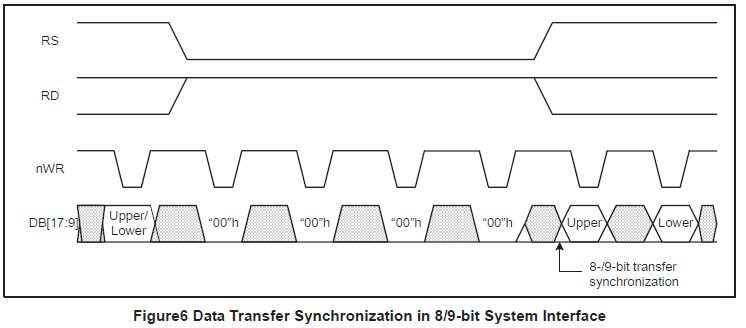 RS
RD
nWR
DB[17:9]
Upper/
Lower
“00”h
“00”h
“00”h
“00”h
Upper
Lower
8-/9-bit transfer
synchronization
Figure6 Data Transfer Synchronization in 8/9-bit System Interface